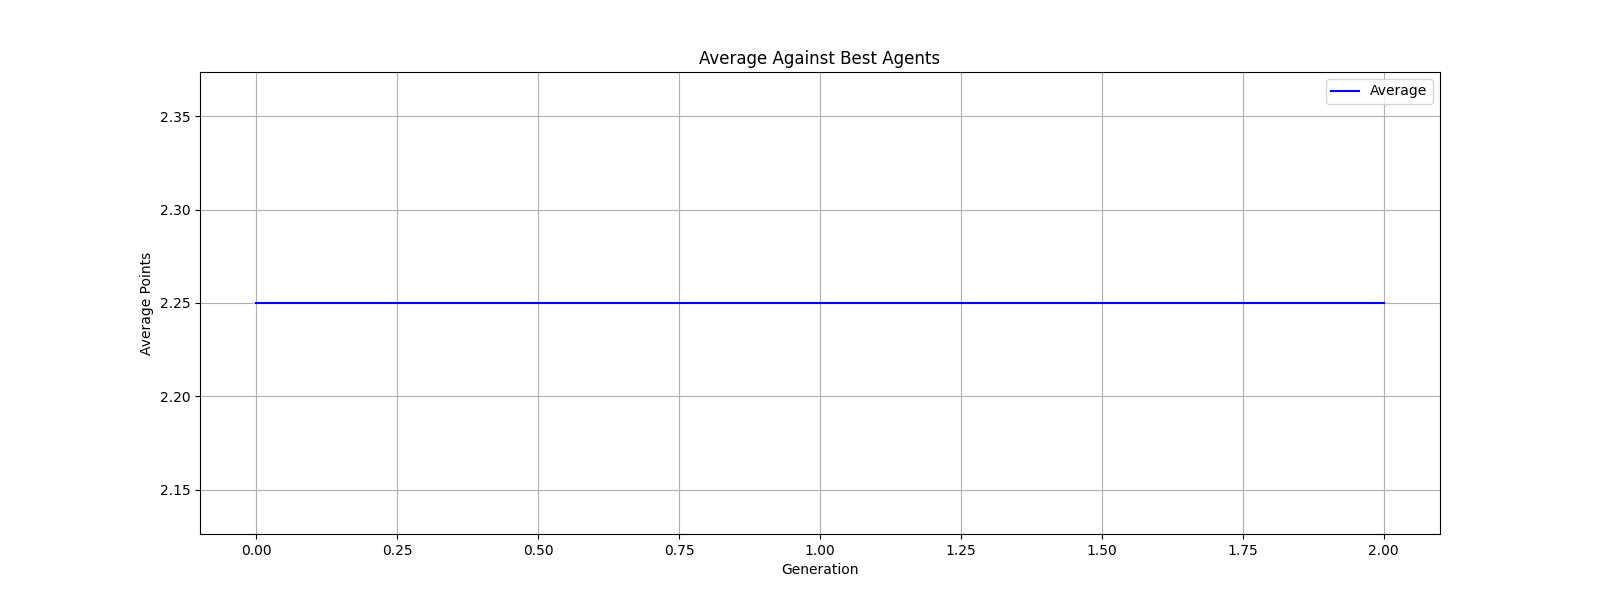 Average Against Best Agents
Average
2.35
2.30
2.25
2.20
2.15
Average Points
0.00 0.25 0.50 0.75 1.00 1.25 1.50 1.75 2.00
Generation